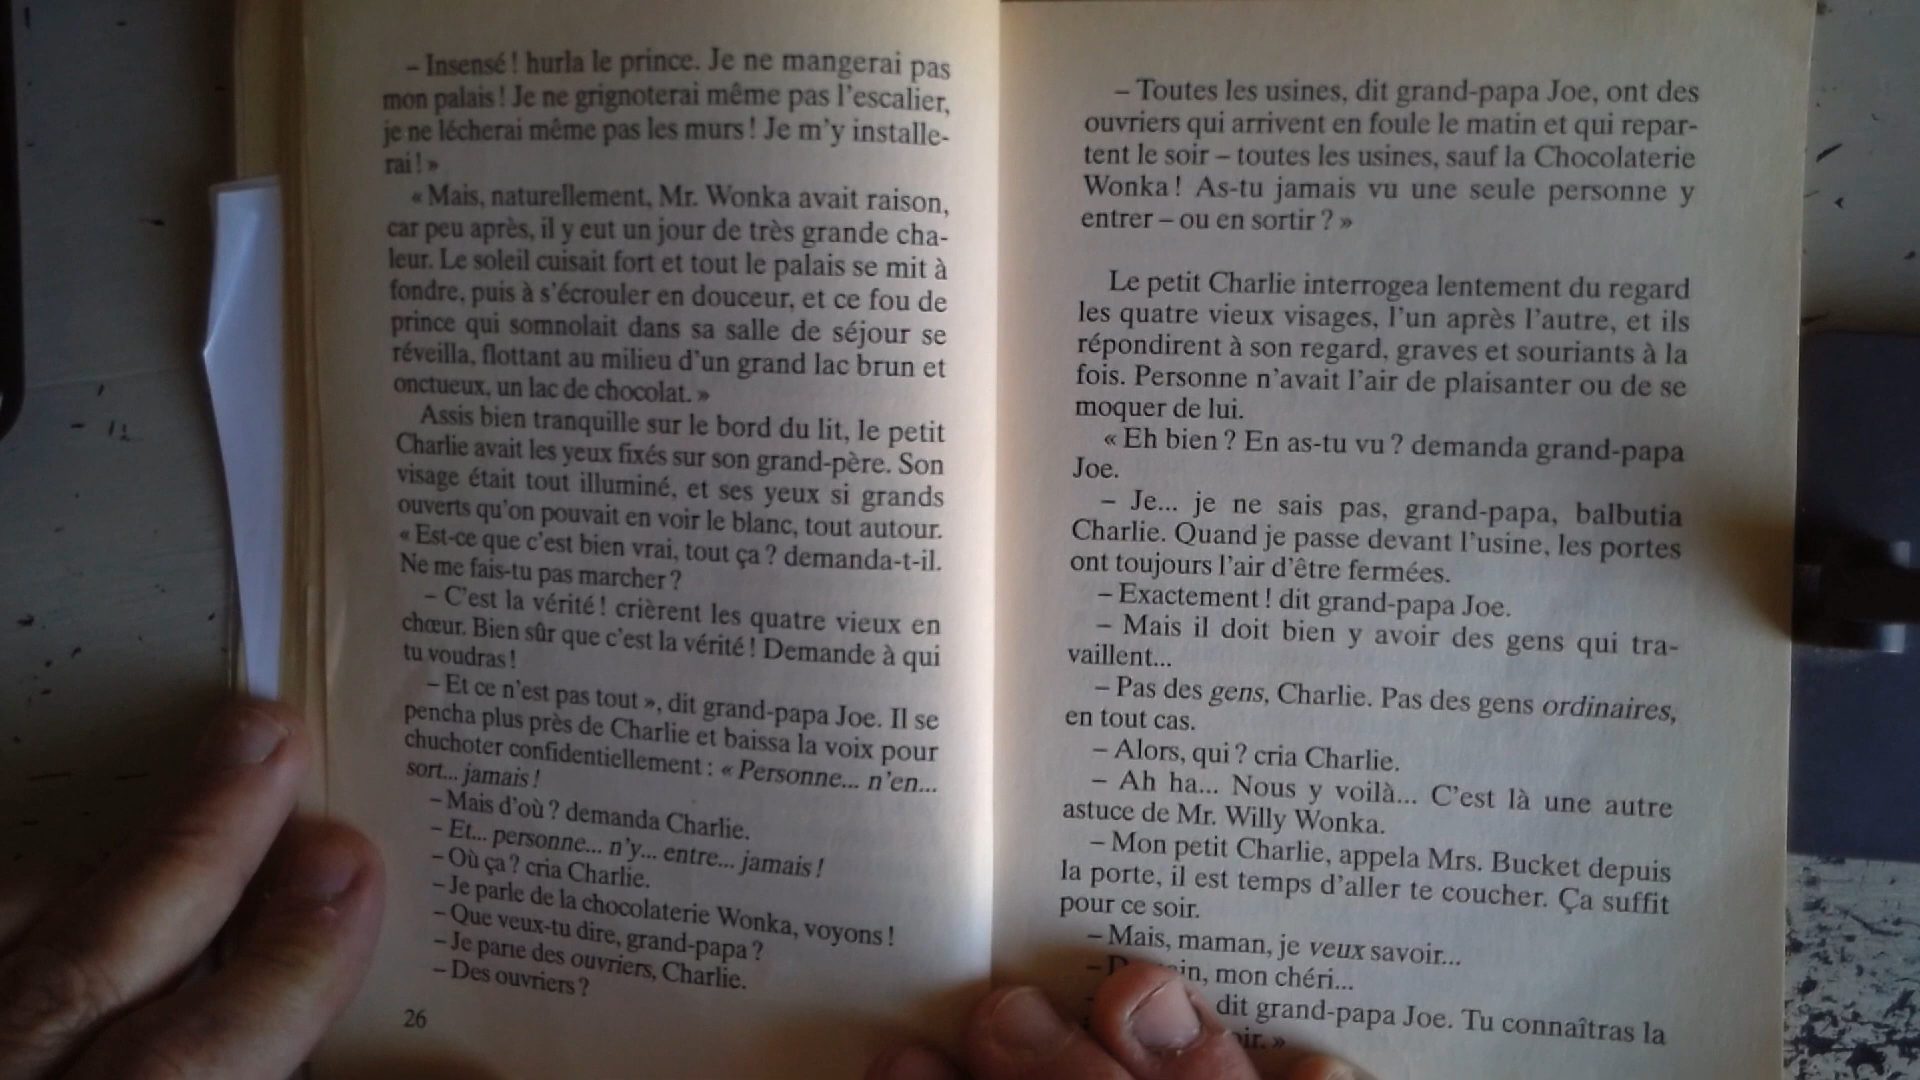 – Insensé ! hurla le prince. Je ne mangerai pas
mon palais ! Je ne grignoterai même pas l'escalier,
je ne lécherai même pas les murs ! Je m'y installe-
rai ! »
« Mais, naturellement, Mr. Wonka avait raison,
car peu après, il y eut un jour de très grande cha-
leur. Le soleil cuisait fort et tout le palais se mit à
fondre, puis à s'écrouler en douceur, et ce fou de
prince qui somnolait dans sa salle de séjour se
réveilla, flottant au milieu d'un grand lac brun et
onctueux, un lac de chocolat. »
Assis bien tranquille sur le bord du lit, le petit
Charlie avait les yeux fixés sur son grand-père. Son
visage était tout illuminé, et ses yeux si grands
ouverts qu'on pouvait en voir le blanc, tout autour.
« Est-ce que c'est bien vrai, tout ça ? demanda-t-il.
Ne me fais-tu pas marcher ?
– C'est la vérité ! crièrent les quatre vieux en
chœur. Bien sûr que c'est la vérité ! Demande à qui
tu voudras !
– Et ce n'est pas tout », dit grand-papa Joe. Il se
pencha plus près de Charlie et baissa la voix pour
chuchoter confidentiellement : « Personne... n'en...
sort... jamais !
– Mais d'où ? demanda Charlie.
– Et... personne... n'y... entre... jamais !
– Où ça ? cria Charlie.
– Je parle de la chocolaterie Wonka, voyons !
– Que veux-tu dire, grand-papa ?
– Je parle des ouvriers, Charlie.
– Des ouvriers ?
26
– Toutes les usines, dit grand-papa Joe, ont des
ouvriers qui arrivent en foule le matin et qui repar-
tent le soir – toutes les usines, sauf la Chocolaterie
Wonka ! As-tu jamais vu une seule personne y
entrer – ou en sortir ? »
Le petit Charlie interrogea lentement du regard
les quatre vieux visages, l'un après l'autre, et ils
répondirent à son regard, graves et souriants à la
fois. Personne n'avait l'air de plaisanter ou de se
moquer de lui.
« Eh bien ? En as-tu vu ? demanda grand-papa
Joe.
– Je... je ne sais pas, grand-papa, balbutia
Charlie. Quand je passe devant l'usine, les portes
ont toujours l'air d'être fermées.
– Exactement ! dit grand-papa Joe.
– Mais il doit bien y avoir des gens qui tra-
vaillent...
– Pas des gens, Charlie. Pas des gens ordinaires,
en tout cas.
– Alors, qui ? cria Charlie.
– Ah ha... Nous y voilà... C'est là une autre
astuce de Mr. Willy Wonka.
– Mon petit Charlie, appela Mrs. Bucket depuis
la porte, il est temps d'aller te coucher. Ça suffit
pour ce soir.
– Mais, maman, je veux savoir...
– mon chéri...
dit grand-papa Joe. Tu connaîtras la